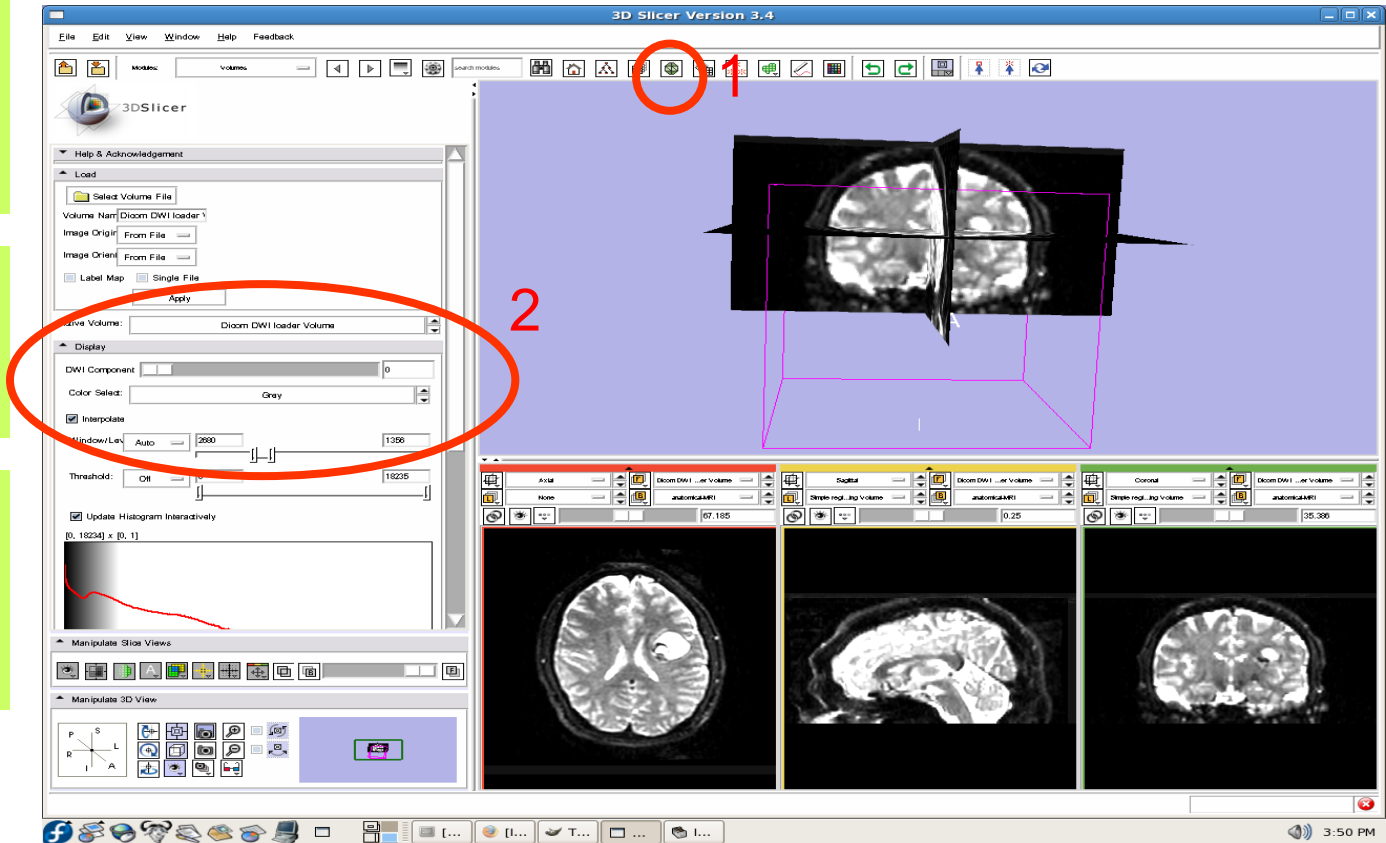 3D Slicer Version 3.4
File Edit View Window Help Feedback
Modules: Volumes search modules
1
3DSlicer
Help & Acknowledgement
Load
Select Volume File
Volume Nam Dicom DWI loader
Image Origin From File
Image Orien From File
Label Map Single File
Apply
Volume: Dicom DWI loader Volume
2
Display
DWI Component 0
Color Select: Gray
Interpolate
Window/Lev Auto 2680 1356
Threshold: Off 18235
Update Histogram Interactively
[0, 18234] x [0, 1]
Manipulate Slice Views
A B F
Manipulate 3D View
P S
R L
I A
A
I
Axial F Dicom DWI ...er Volume
L None B anatomical-MRI
67.185
Sagittal F Dicom DWI ...er Volume
L Simple regi...ing Volume B anatomical-MRI
0.25
Coronal F Dicom DWI ...er Volume
L Simple regi...ing Volume B anatomical-MRI
35.386
[... [I... T... ... I... 3:50 PM